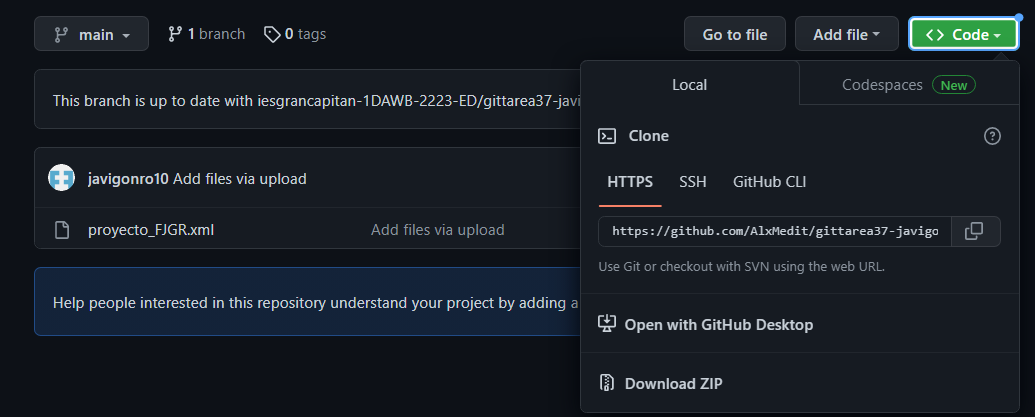 main 1 branch 0 tags Go to file Add file <> Code
This branch is up to date with iesgrancapitan-1DAWB-2223-ED/gittarea37-javi
javigonro10 Add files via upload
proyecto_FJGR.xml Add files via upload
Help people interested in this repository understand your project by adding a
Local Codespaces New
Clone
HTTPS SSH GitHub CLI
https://github.com/AlxMedit/gittarea37-javigo
Use Git or checkout with SVN using the web URL.
Open with GitHub Desktop
Download ZIP